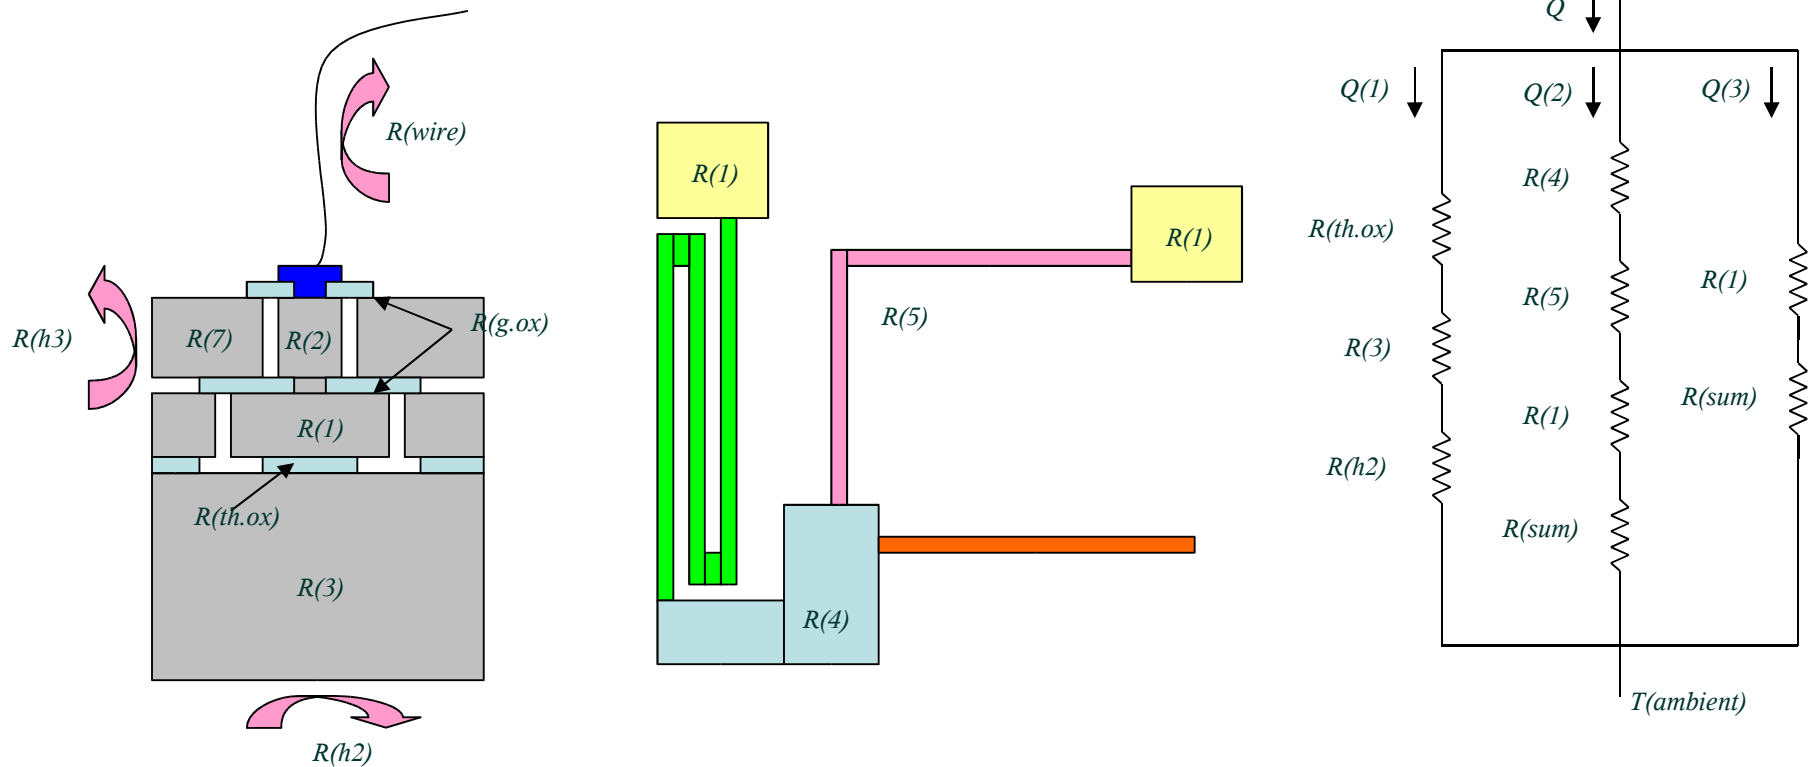 R(wire)
R(h3)
R(7)
R(2)
R(g.ox)
R(1)
R(th.ox)
R(3)
R(h2)
R(1)
R(1)
R(5)
R(4)
Q
Q(1)
Q(2)
Q(3)
R(4)
R(th.ox)
R(5)
R(1)
R(3)
R(1)
R(sum)
R(h2)
R(sum)
T(ambient)